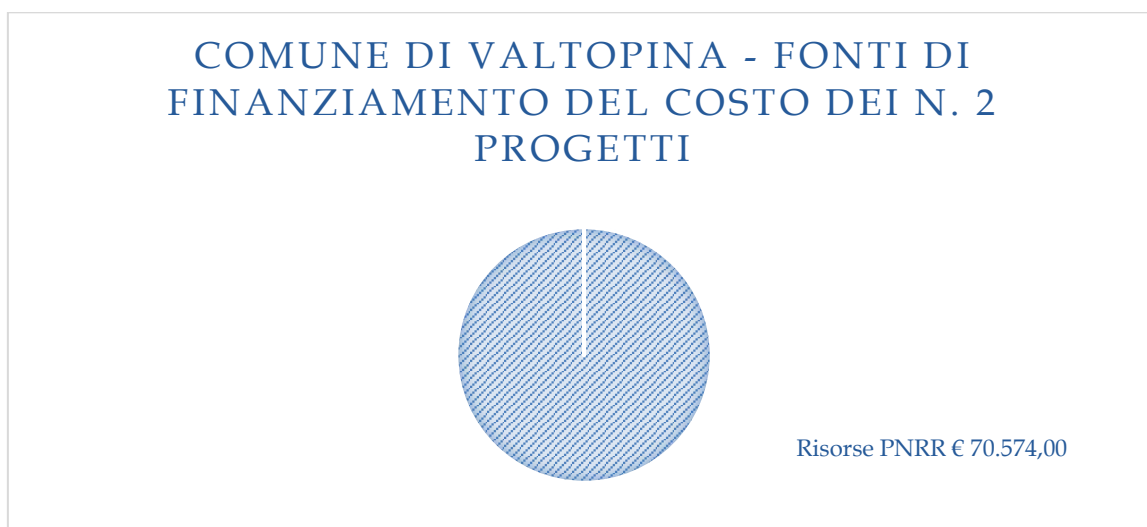 COMUNE DI VALTOPINA - FONTI DI
FINANZIAMENTO DEL COSTO DEI N. 2
PROGETTI
Risorse PNRR € 70.574,00